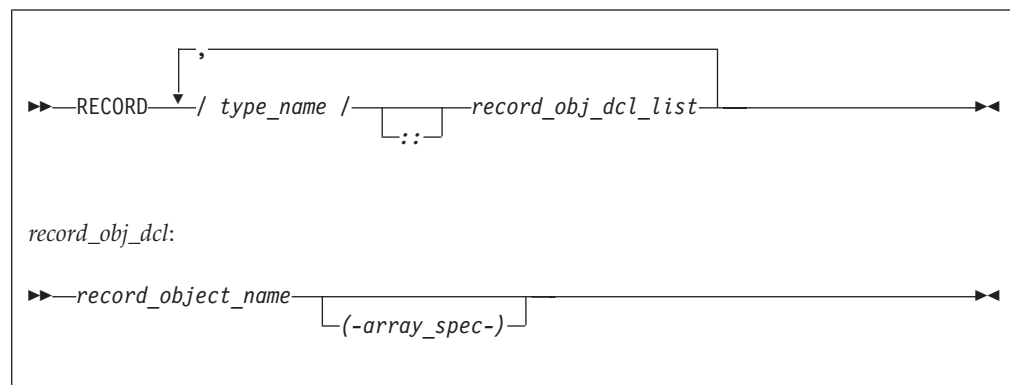 ,
RECORD / type_name / record_obj_dcl_list
::
record_obj_dcl:
record_object_name
(-array_spec-)